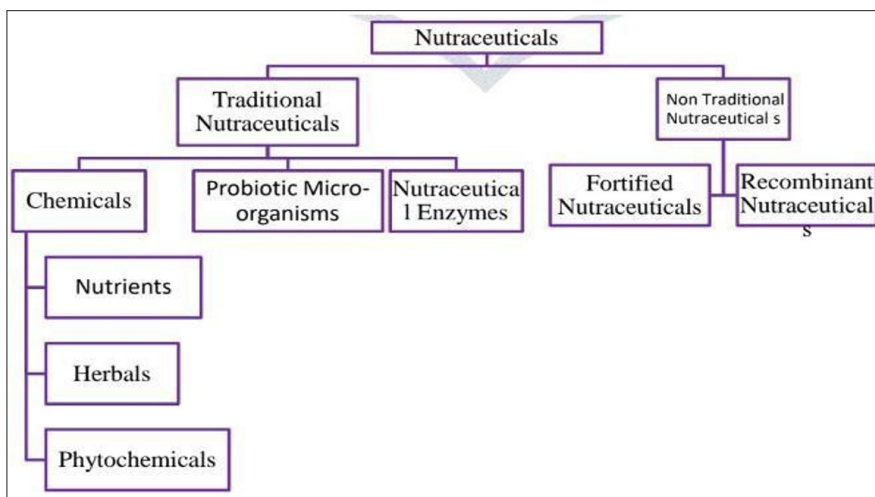 Nutraceuticals
Traditional
Nutraceuticals
Non Traditional
Nutraceutical s
Chemicals
Probiotic Micro-
organisms
Nutraceutica
l Enzymes
Fortified
Nutraceuticals
Recombinant
Nutraceutical
s
Nutrients
Herbals
Phytochemicals